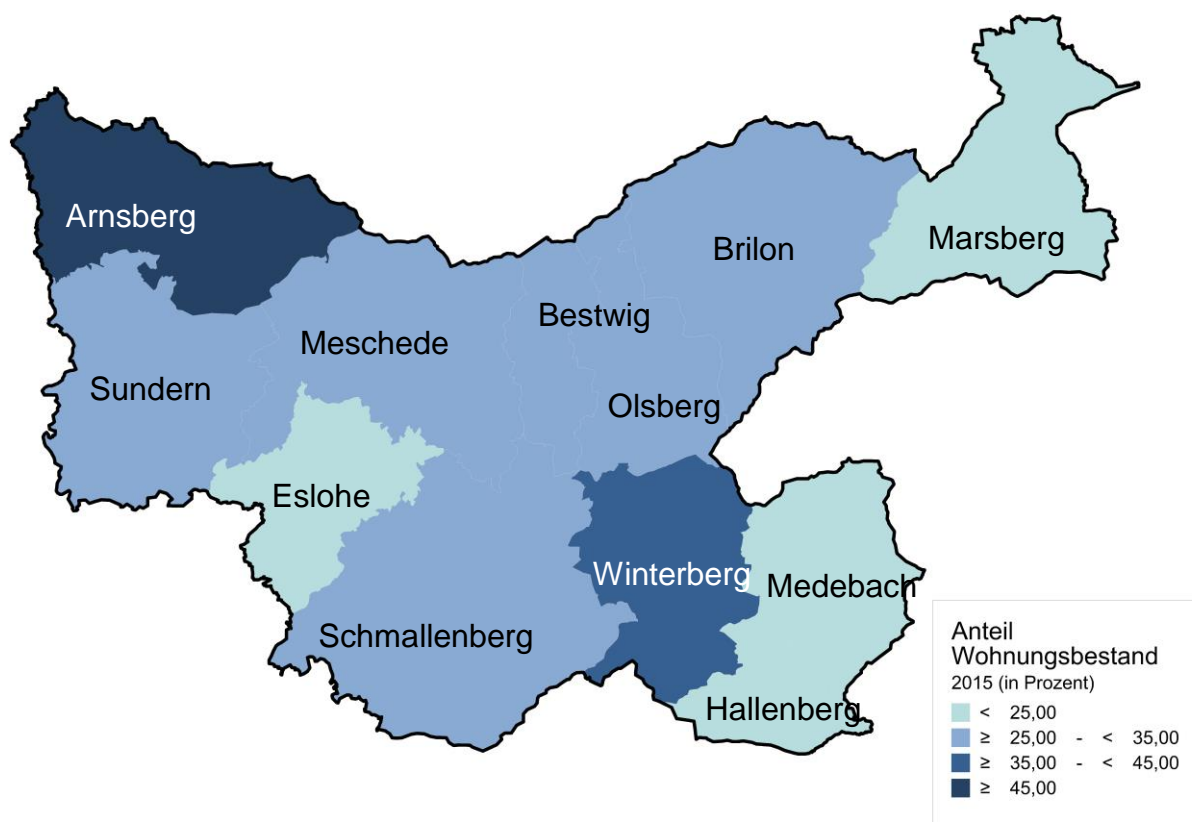 Arnsberg
Marsberg
Brilon
Bestwig
Meschede
Sundern
Olsberg
Eslohe
Winterberg
Medebach
Schmallenberg
Hallenberg
Anteil
Wohnungsbestand
2015 (in Prozent)
< 25,00
≥ 25,00 - < 35,00
≥ 35,00 - < 45,00
≥ 45,00